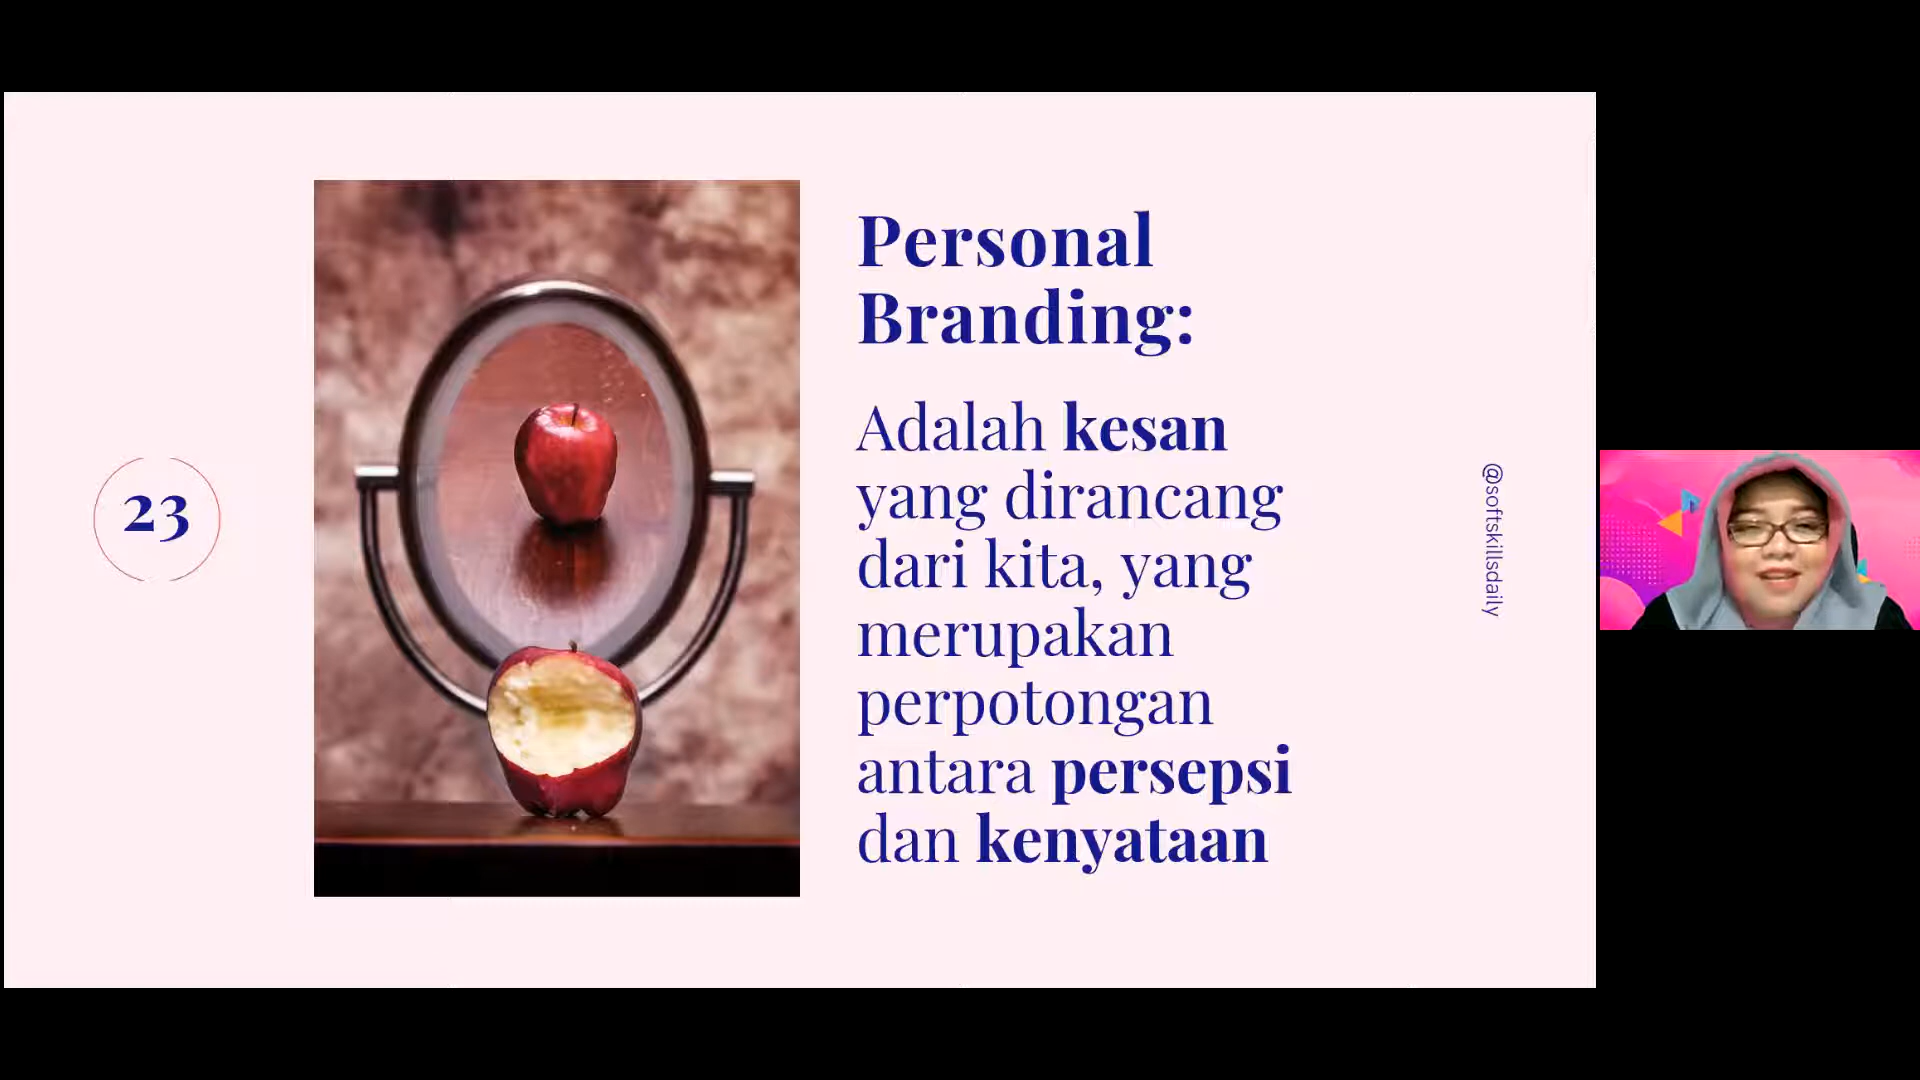 23
Personal
Branding:
Adalah kesan
yang dirancang
dari kita, yang
merupakan
perpotongan
antara persepsi
dan kenyataan
@softskillsdaily